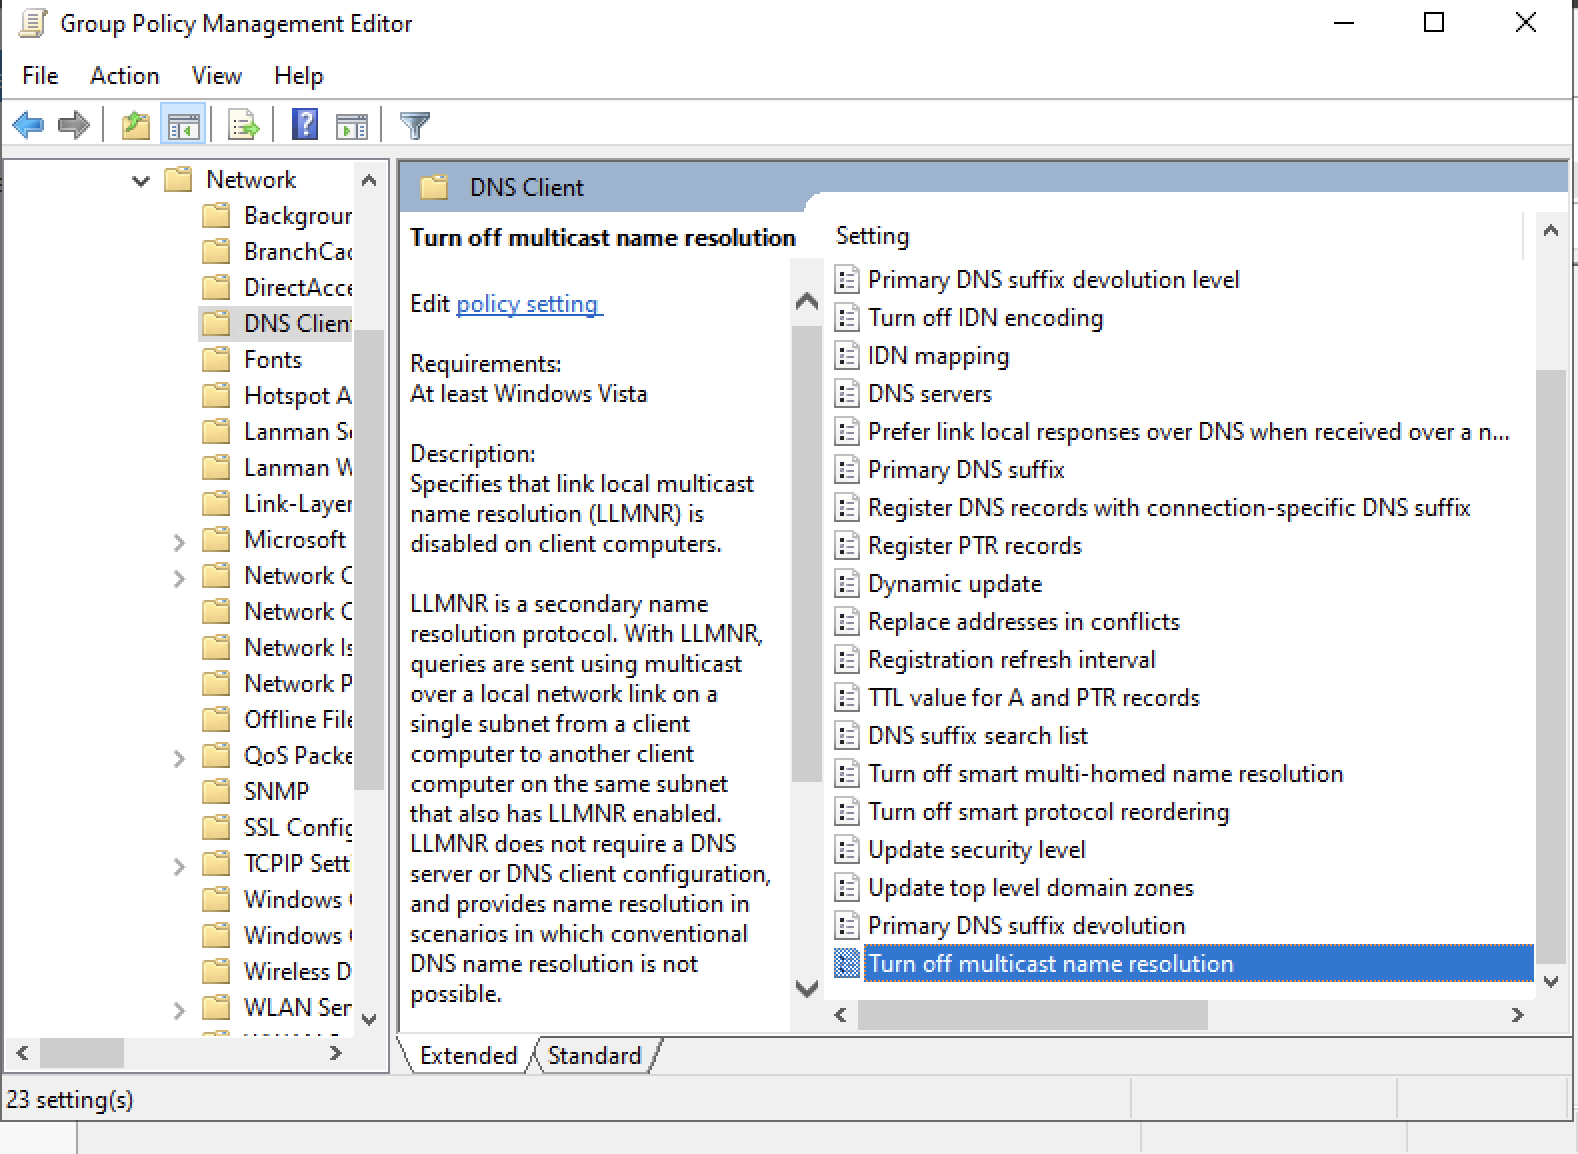 Group Policy Management Editor
File Action View Help
Network
Backgrour
BranchCac
DirectAcce
DNS Client
Fonts
Hotspot A
Lanman Se
Lanman W
Link-Layer
Microsoft
Network C
Network C
Network Is
Network P
Offline File
QoS Packe
SNMP
SSL Config
TCPIP Setti
Windows
Windows
Wireless D
WLAN Ser
DNS Client
Turn off multicast name resolution
Edit policy setting
Requirements:
At least Windows Vista
Description:
Specifies that link local multicast
name resolution (LLMNR) is
disabled on client computers.
LLMNR is a secondary name
resolution protocol. With LLMNR,
queries are sent using multicast
over a local network link on a
single subnet from a client
computer to another client
computer on the same subnet
that also has LLMNR enabled.
LLMNR does not require a DNS
server or DNS client configuration,
and provides name resolution in
scenarios in which conventional
DNS name resolution is not
possible.
Setting
Primary DNS suffix devolution level
Turn off IDN encoding
IDN mapping
DNS servers
Prefer link local responses over DNS when received over a n...
Primary DNS suffix
Register DNS records with connection-specific DNS suffix
Register PTR records
Dynamic update
Replace addresses in conflicts
Registration refresh interval
TTL value for A and PTR records
DNS suffix search list
Turn off smart multi-homed name resolution
Turn off smart protocol reordering
Update security level
Update top level domain zones
Primary DNS suffix devolution
Turn off multicast name resolution
Extended Standard
23 setting(s)